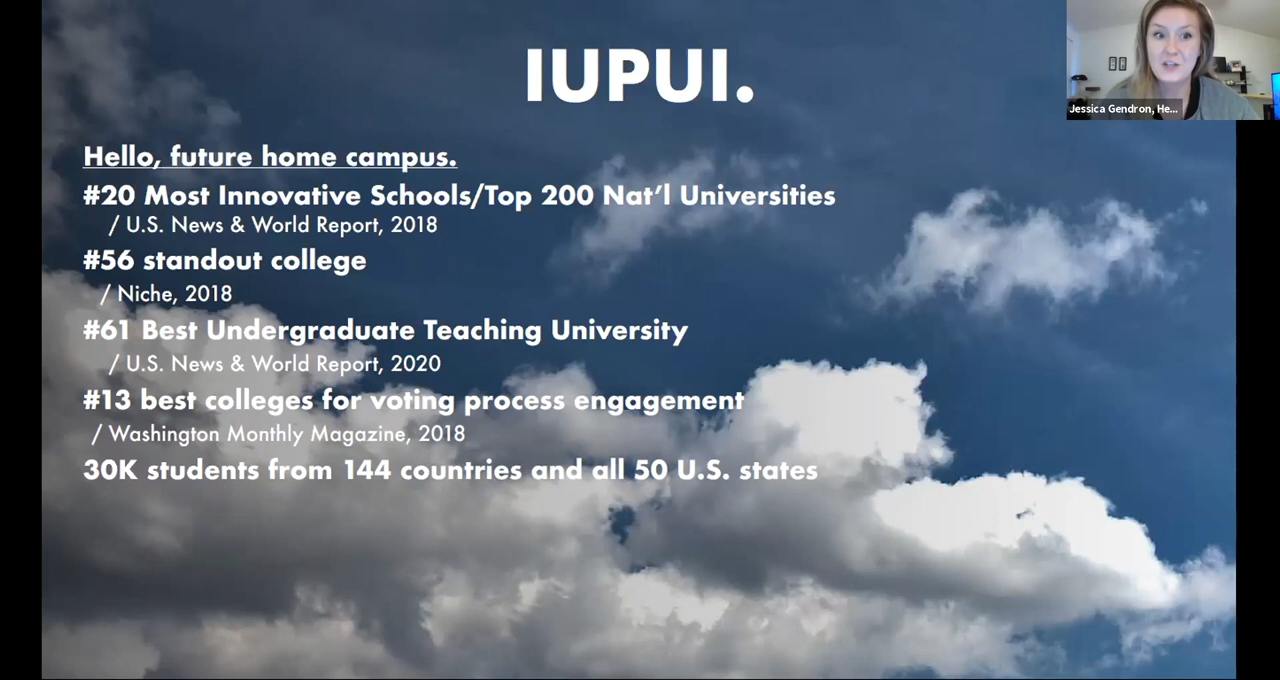 IUPUI.
Jessica Gendron, He...
Hello, future home campus.
#20 Most Innovative Schools/Top 200 Nat’l Universities
/ U.S. News & World Report, 2018
#56 standout college
/ Niche, 2018
#61 Best Undergraduate Teaching University
/ U.S. News & World Report, 2020
#13 best colleges for voting process engagement
/ Washington Monthly Magazine, 2018
30K students from 144 countries and all 50 U.S. states